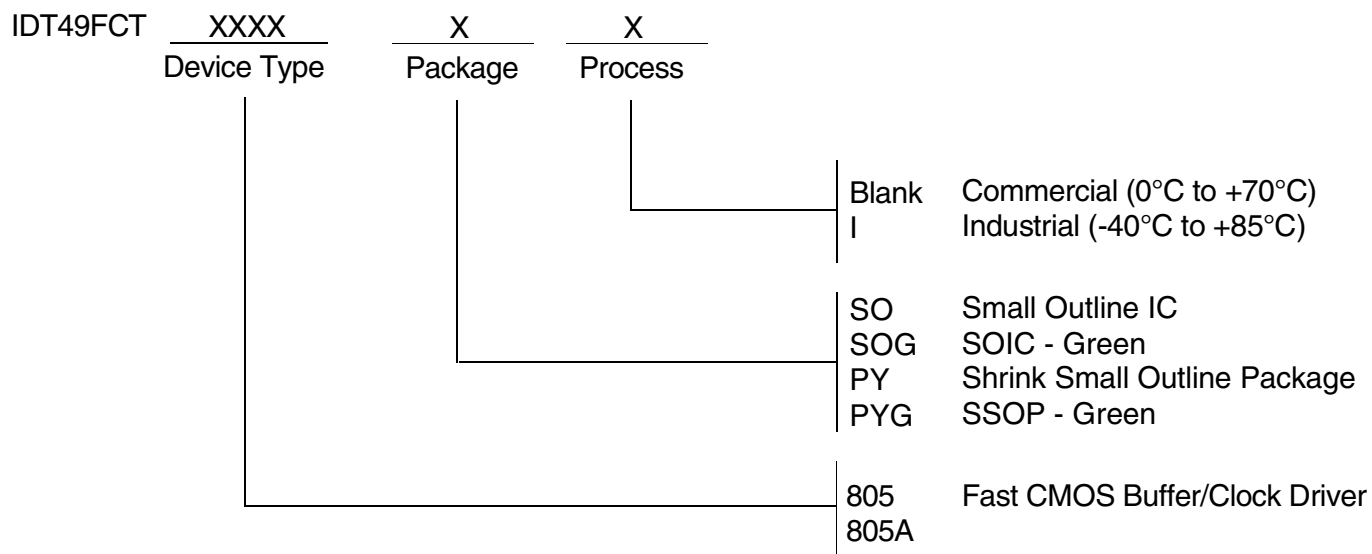 IDT49FCT XXXX X X
Device Type Package Process
Blank Commercial (0°C to +70°C)
I Industrial (-40°C to +85°C)
SO Small Outline IC
SOG SOIC - Green
PY Shrink Small Outline Package
PYG SSOP - Green
805 Fast CMOS Buffer/Clock Driver
805A